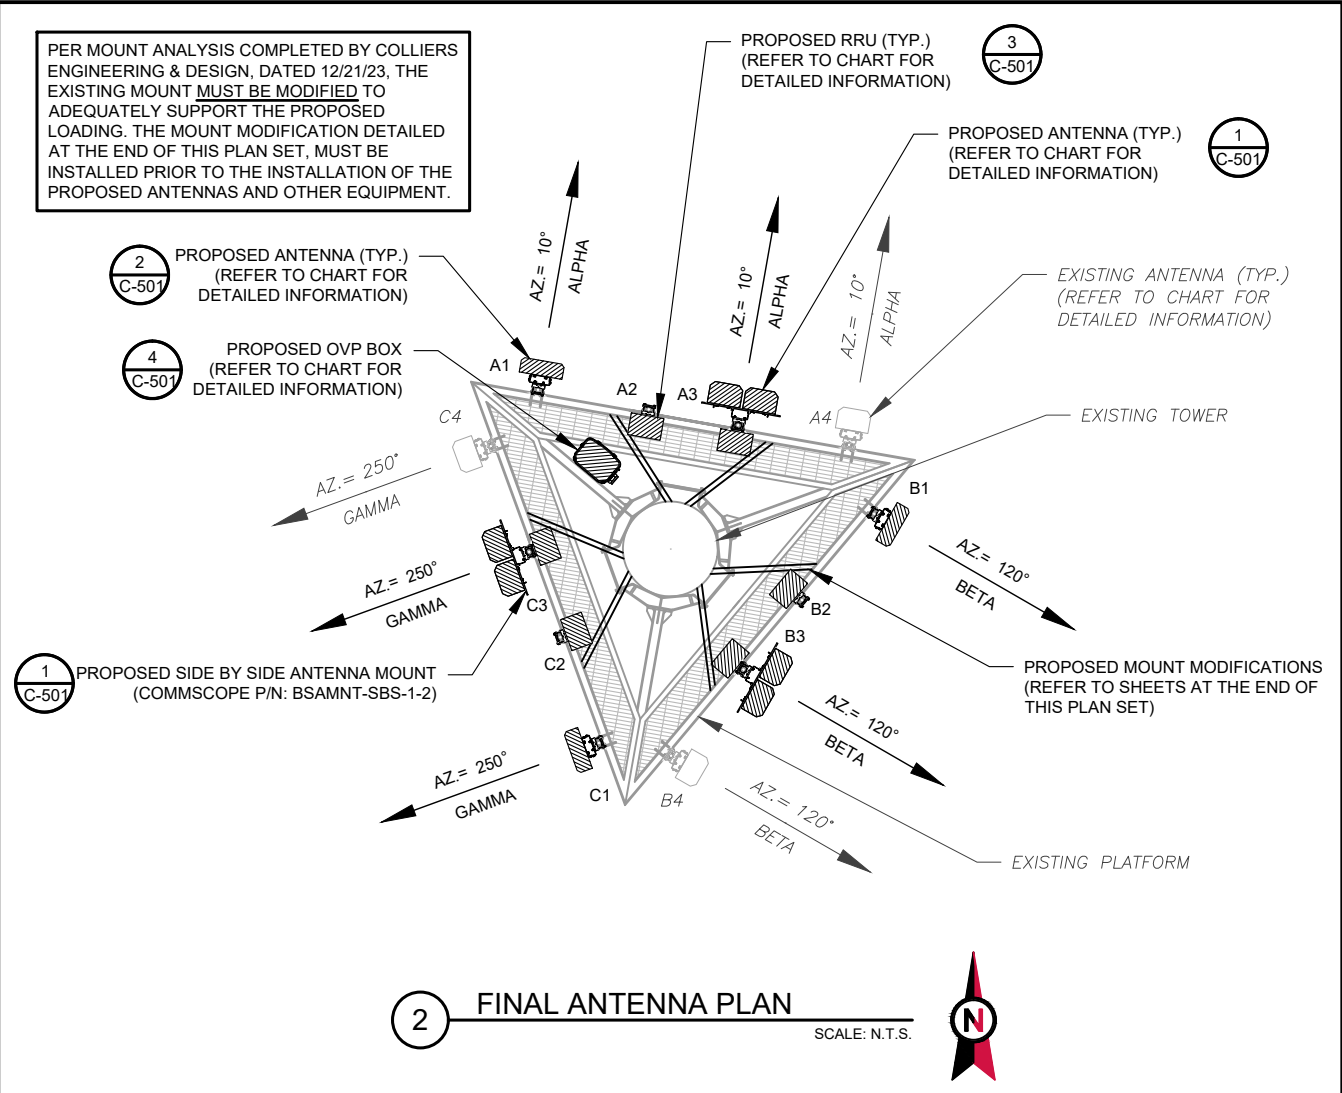 PER MOUNT ANALYSIS COMPLETED BY COLLIERS
ENGINEERING & DESIGN, DATED 12/21/23, THE
EXISTING MOUNT MUST BE MODIFIED TO
ADEQUATELY SUPPORT THE PROPOSED
LOADING. THE MOUNT MODIFICATION DETAILED
AT THE END OF THIS PLAN SET, MUST BE
INSTALLED PRIOR TO THE INSTALLATION OF THE
PROPOSED ANTENNAS AND OTHER EQUIPMENT.
PROPOSED RRU (TYP.)
(REFER TO CHART FOR
DETAILED INFORMATION)
3
C-501
PROPOSED ANTENNA (TYP.)
(REFER TO CHART FOR
DETAILED INFORMATION)
1
C-501
2
C-501
PROPOSED ANTENNA (TYP.)
(REFER TO CHART FOR
DETAILED INFORMATION)
AZ.= 10°
ALPHA
AZ.= 10°
ALPHA
AZ.= 10°
ALPHA
EXISTING ANTENNA (TYP.)
(REFER TO CHART FOR
DETAILED INFORMATION)
4
C-501
PROPOSED OVP BOX
(REFER TO CHART FOR
DETAILED INFORMATION)
A1
A2
A3
A4
EXISTING TOWER
C4
AZ.= 250°
GAMMA
B1
AZ.= 120°
BETA
AZ.= 250°
GAMMA
C3
B2
B3
C2
1
C-501
PROPOSED SIDE BY SIDE ANTENNA MOUNT
(COMMSCOPE P/N: BSAMNT-SBS-1-2)
PROPOSED MOUNT MODIFICATIONS
(REFER TO SHEETS AT THE END OF
THIS PLAN SET)
AZ.= 120°
BETA
AZ.= 250°
GAMMA
C1
B4
AZ.= 120°
BETA
EXISTING PLATFORM
2
FINAL ANTENNA PLAN
SCALE: N.T.S.
N